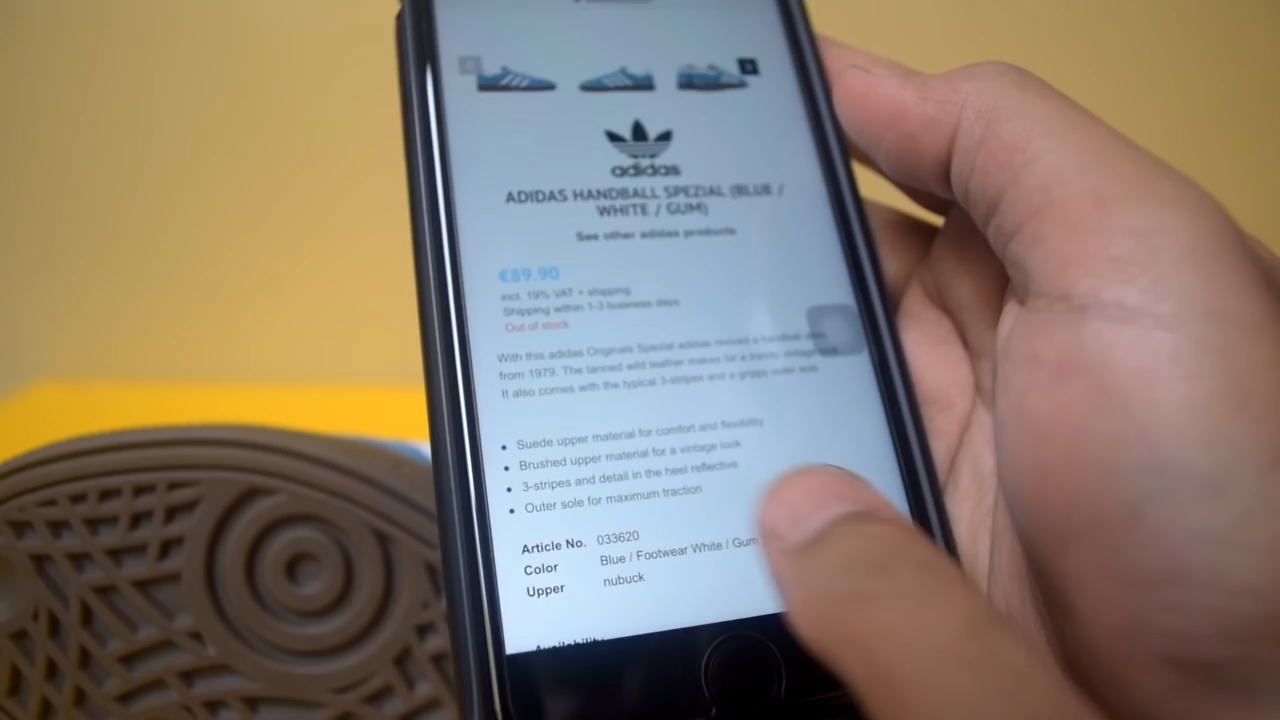 adidas
ADIDAS HANDBALL SPEZIAL (BLUE /
WHITE / GUM)
See other adidas products
€89.90
incl. 19% VAT + shipping
Shipping within 1-3 business days
Out of stock
With this adidas Originals Spezial adidas revived a handball
from 1979. The tanned wild leather makes for a trendy vintage
It also comes with the typical 3-stripes and a grippy outer sole.
• Suede upper material for comfort and flexibility
• Brushed upper material for a vintage look
• 3-stripes and detail in the heel reflective
• Outer sole for maximum traction
Article No. 033620
Color Blue / Footwear White / Gum
Upper nubuck
Availability